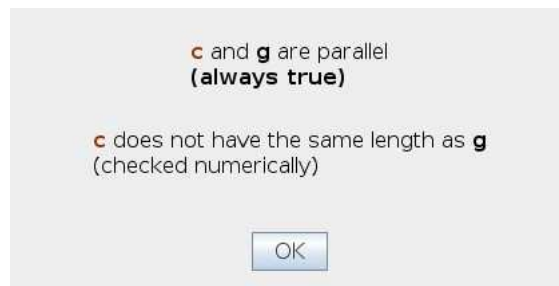 c and g are parallel
(always true)
c does not have the same length as g
(checked numerically)
OK